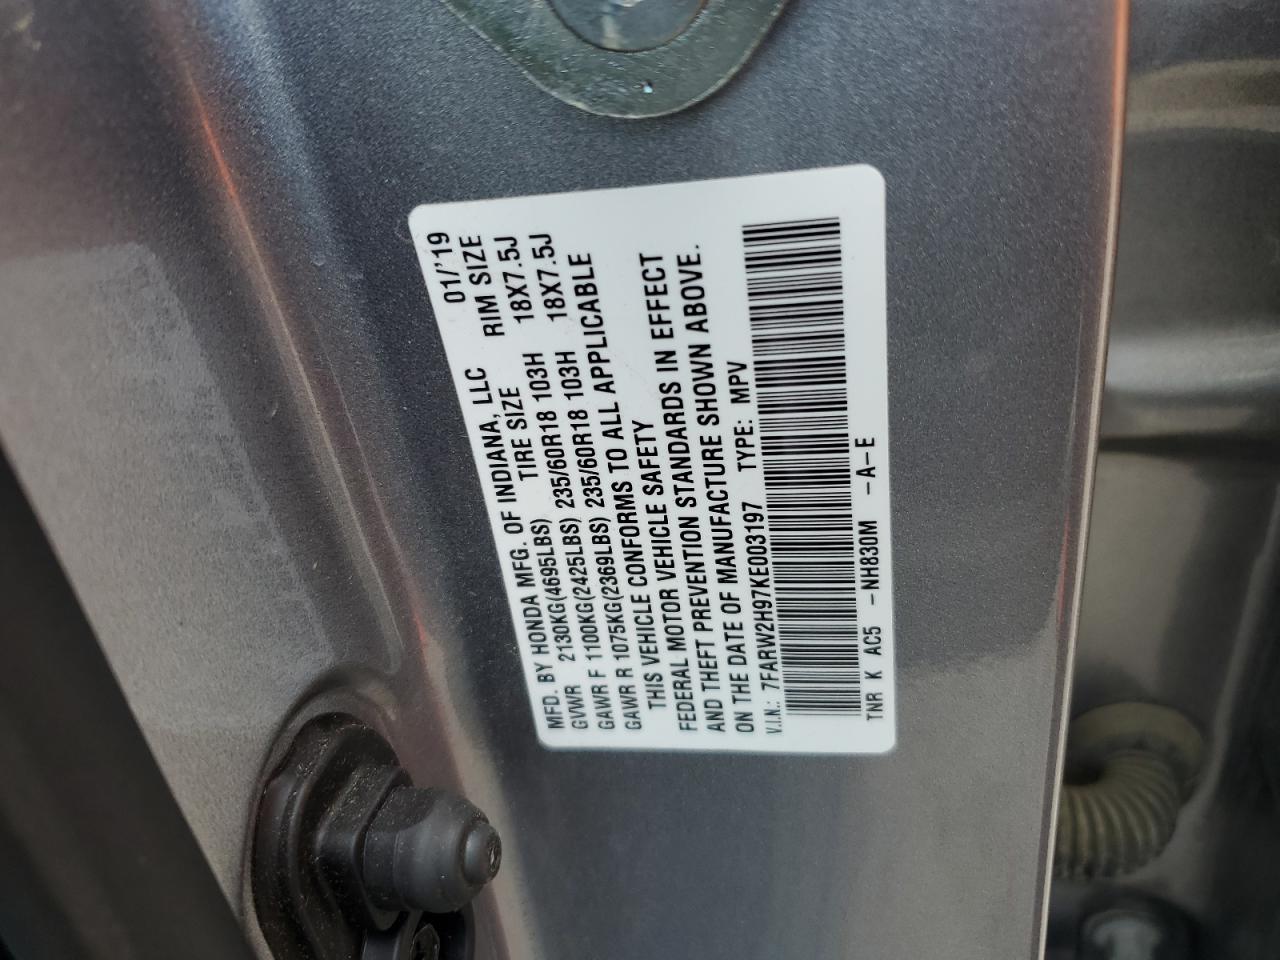 MFD. BY HONDA MFG. OF INDIANA, LLC 01/'19
TIRE SIZE RIM SIZE
GVWR 2130KG(4695LBS)
GAWR F 1100KG(2425LBS) 235/60R18 103H 18X7.5J
GAWR R 1075KG(2369LBS) 235/60R18 103H 18X7.5J
THIS VEHICLE CONFORMS TO ALL APPLICABLE
FEDERAL MOTOR VEHICLE SAFETY
AND THEFT PREVENTION STANDARDS IN EFFECT
ON THE DATE OF MANUFACTURE SHOWN ABOVE.
V.I.N.: 7FARW2H97KE003197 TYPE: MPV
TNR K AC5 -NH830M -A-E